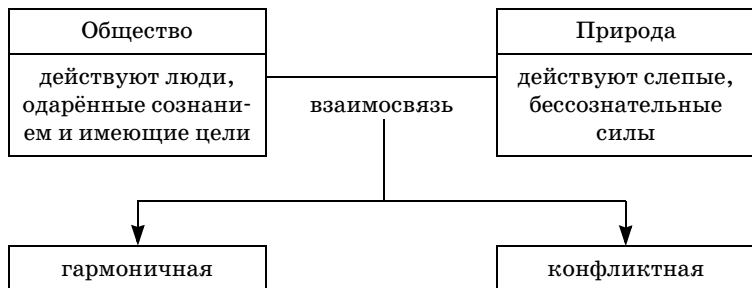 Общество
действуют люди,
одарённые сознани-
ем и имеющие цели
взаимосвязь
Природа
действуют слепые,
бессознательные
силы
гармоничная
конфликтная